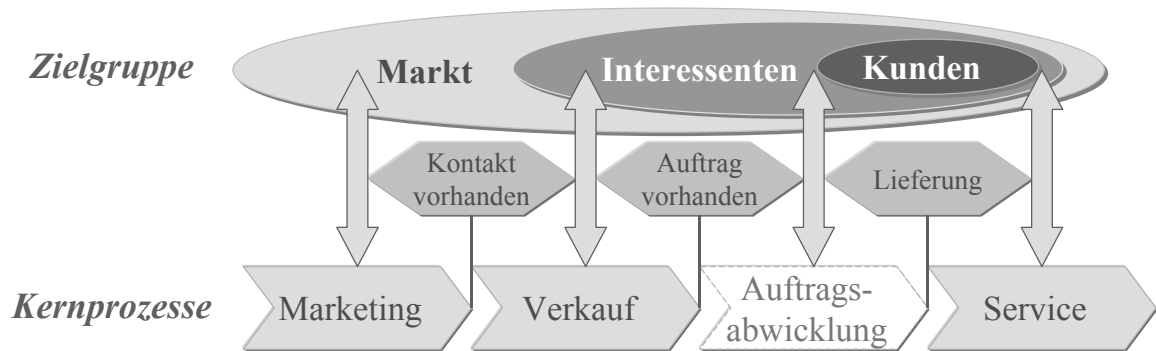 Zielgruppe
Markt
Interessenten
Kunden
Kontakt
vorhanden
Auftrag
vorhanden
Lieferung
Kernprozesse
Marketing
Verkauf
Auftrags-
abwicklung
Service